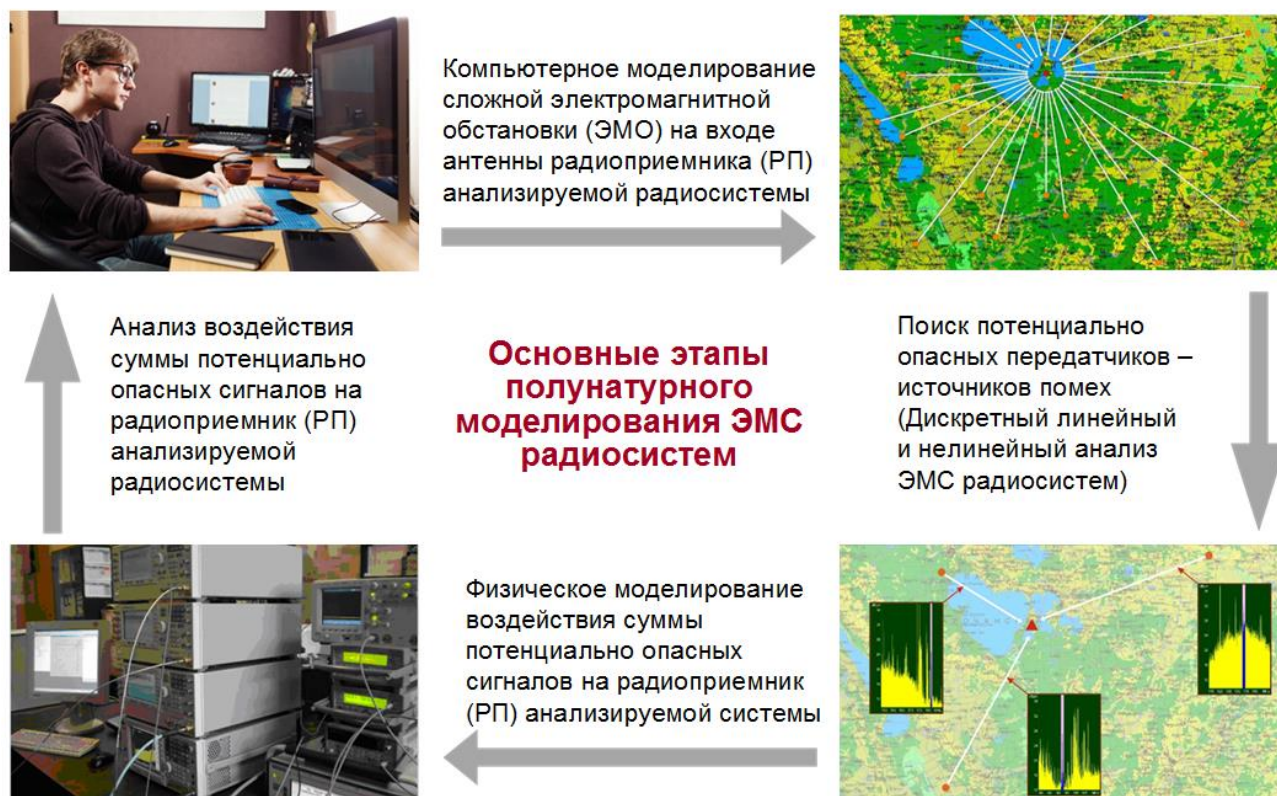 Компьютерное моделирование
сложной электромагнитной
обстановки (ЭМО) на входе
антенны радиоприемника (РП)
анализируемой радиосистемы
Поиск потенциально
опасных передатчиков –
источников помех
(Дискретный линейный
и нелинейный анализ
ЭМС радиосистем)
Основные этапы
полунатурного
моделирования ЭМС
радиосистем
Анализ воздействия
суммы потенциально
опасных сигналов на
радиоприемник (РП)
анализируемой
радиосистемы
Физическое моделирование
воздействия суммы
потенциально опасных
сигналов на радиоприемник
(РП) анализируемой системы